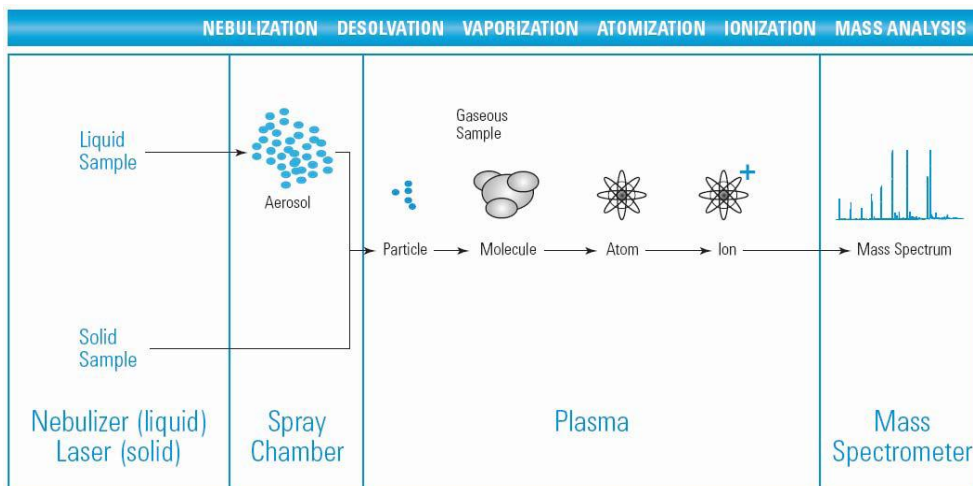 NEBULIZATION DESOLVATION VAPORIZATION ATOMIZATION IONIZATION MASS ANALYSIS
Liquid
Sample
Aerosol
Gaseous
Sample
Particle
Molecule
Atom
Ion
Mass Spectrum
Solid
Sample
Nebulizer (liquid)
Laser (solid)
Spray
Chamber
Plasma
Mass
Spectrometer